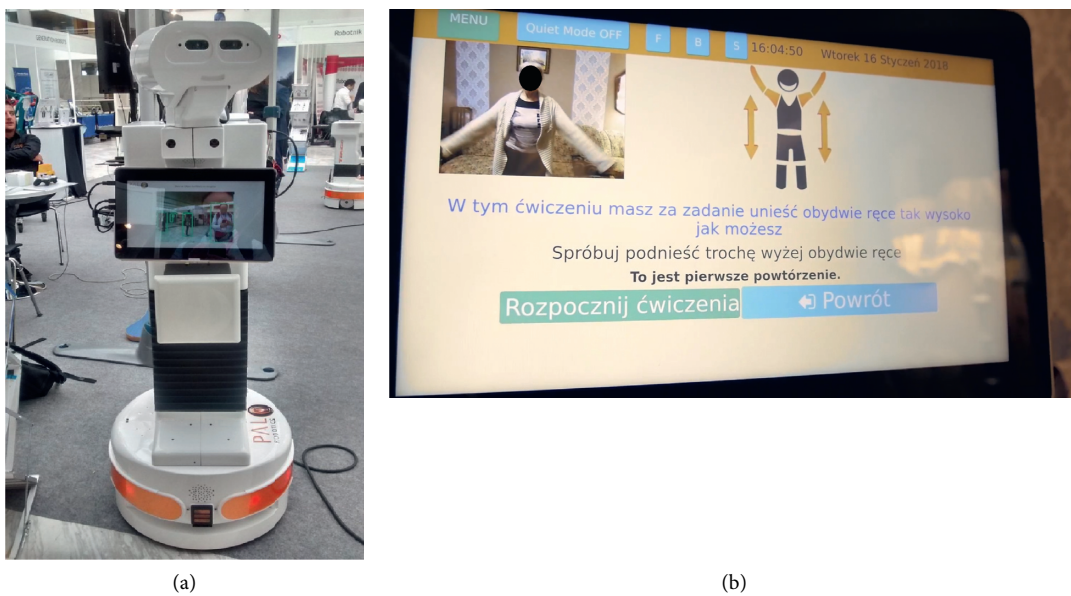 Robotnik
PAL
ROBOTICS
MENU
Quiet Mode OFF
F
B
S
16:04:50
Wtorek 16 Styczeń 2018
W tym ćwiczeniu masz za zadanie unieść obydwie ręce tak wysoko
jak możesz
Spróbuj podnieść trochę wyżej obydwie ręce
To jest pierwsze powtórzenie.
Rozpocznij ćwiczenia
Powrót
(a)
(b)